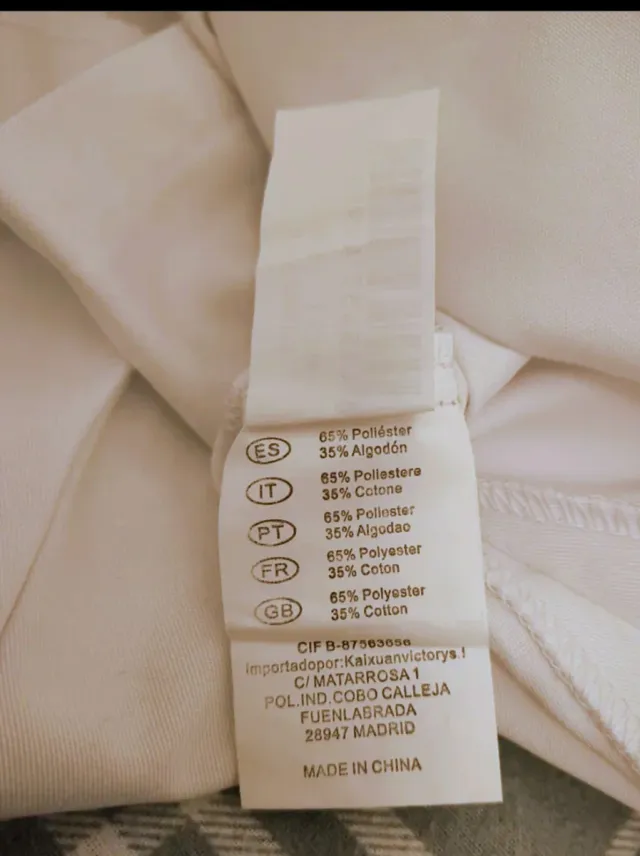 ES
65% Poliéster
35% Algodón
IT
65% Poliestere
35% Cotone
PT
65% Poliester
35% Algodao
FR
65% Polyester
35% Coton
GB
65% Polyester
35% Cotton
CIF B-87563656
Importadopor:Kaixuanvictorys.l
C/ MATARROSA 1
POL.IND.COBO CALLEJA
FUENLABRADA
28947 MADRID
MADE IN CHINA